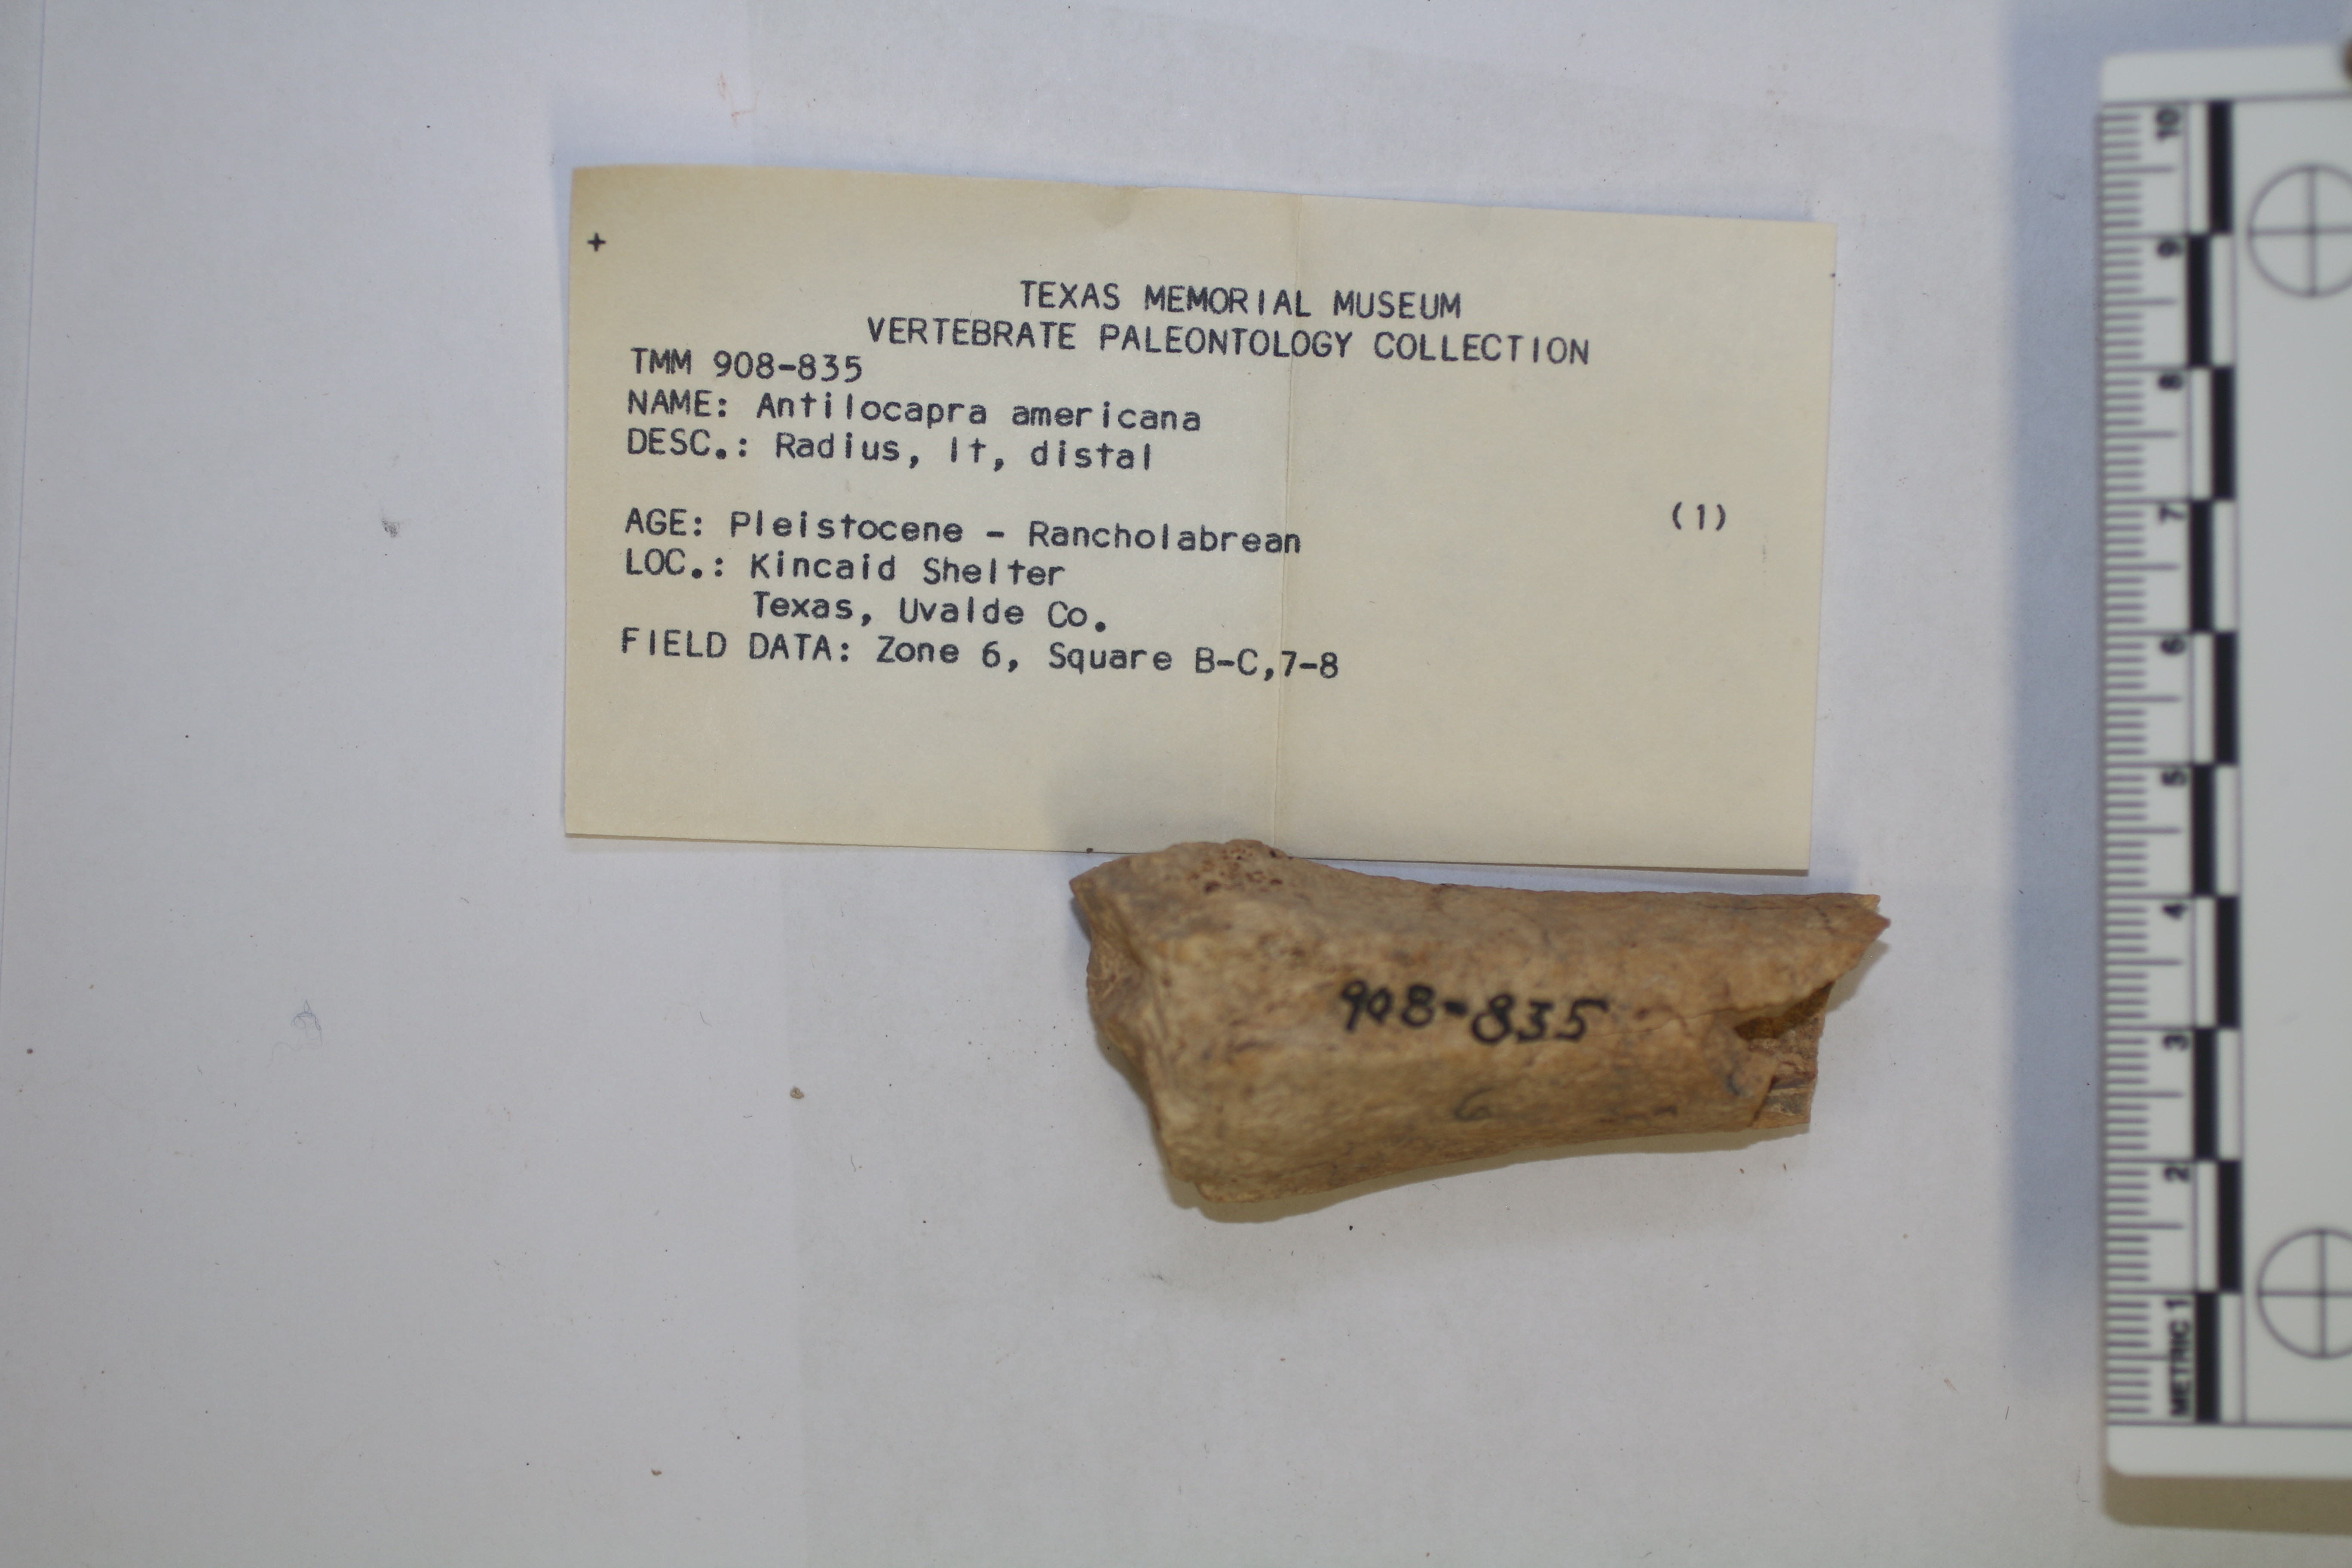 +
TEXAS MEMORIAL MUSEUM
VERTEBRATE PALEONTOLOGY COLLECTION
TMM 908-835
NAME: Antilocapra americana
DESC.: Radius, lt, distal
AGE: Pleistocene - Rancholabrean (1)
LOC.: Kincaid Shelter
Texas, Uvalde Co.
FIELD DATA: Zone 6, Square B-C,7-8
908-835
6
10
9
8
7
6
5
4
3
2
METRIC 1